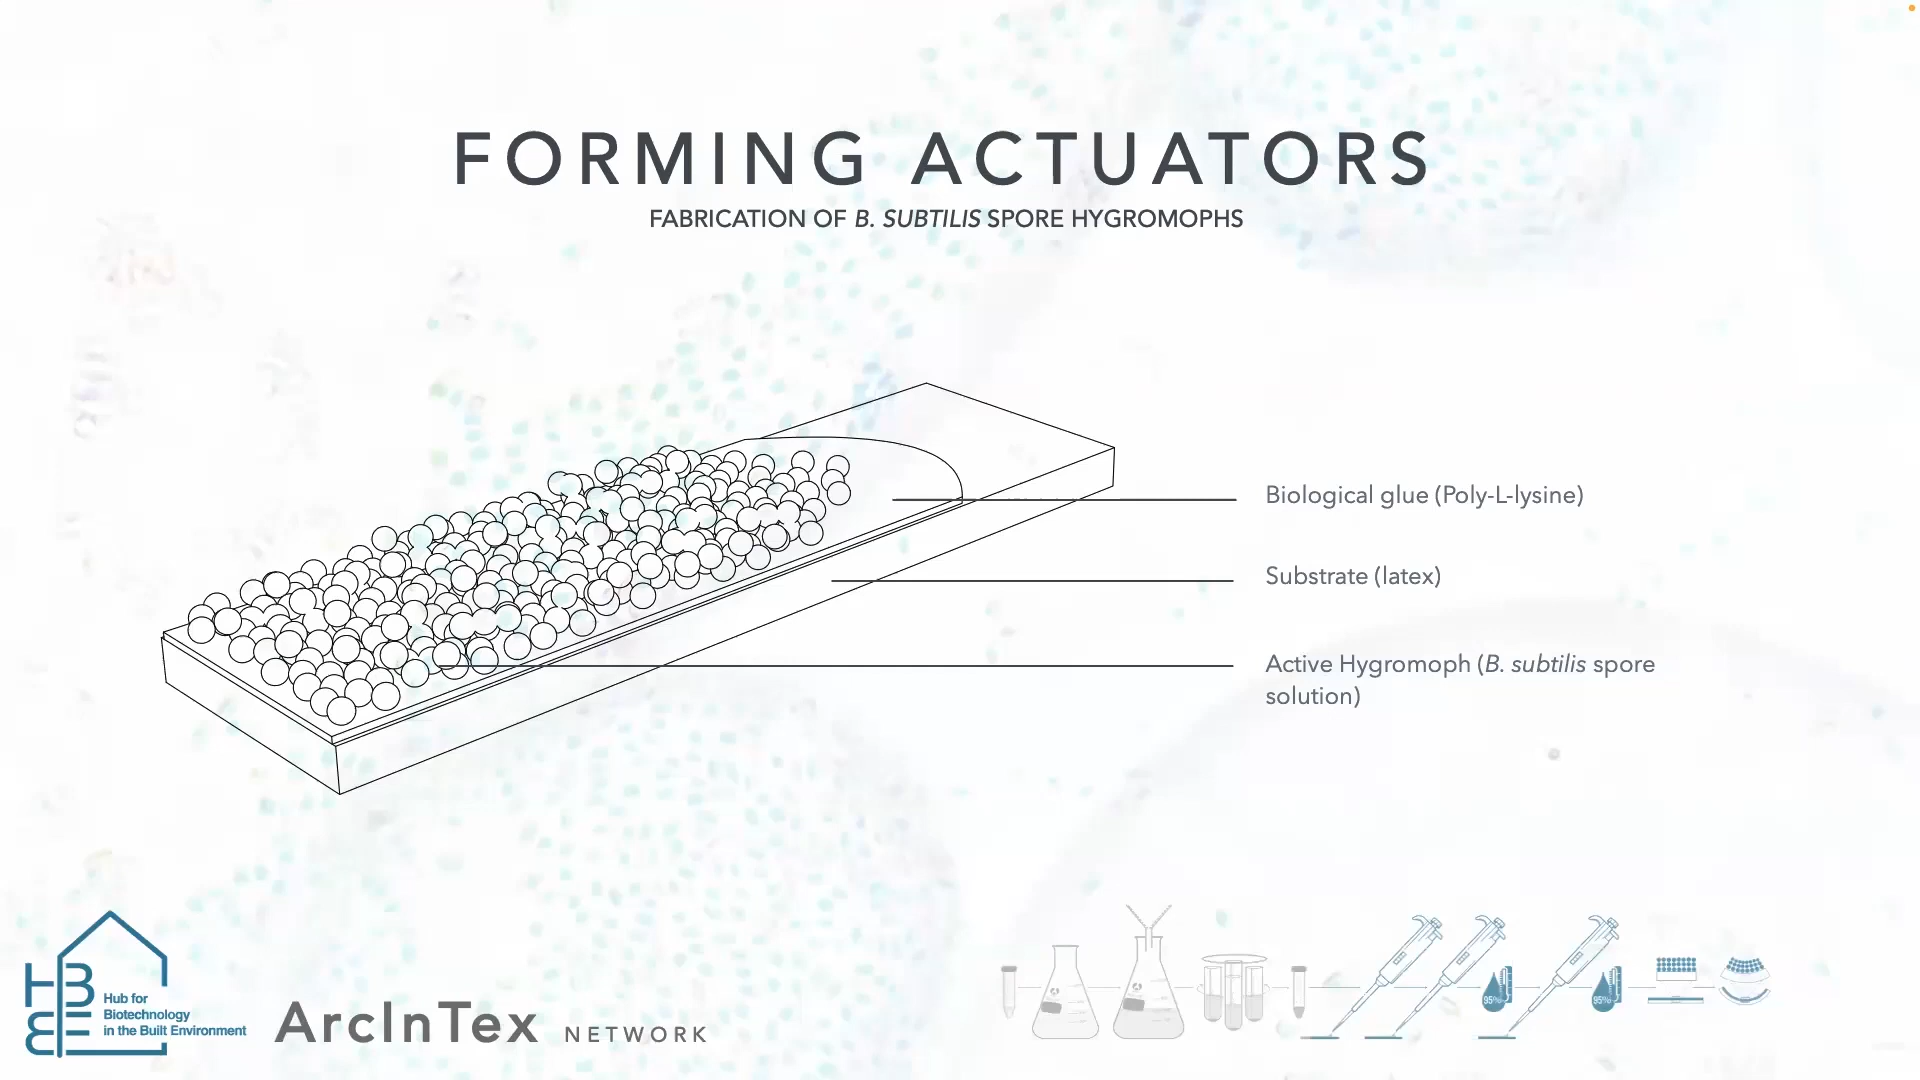 FORMING ACTUATORS
FABRICATION OF B. SUBTILIS SPORE HYGROMOPHS
Biological glue (Poly-L-lysine)
Substrate (latex)
Active Hygromoph (B. subtilis spore
solution)
HBBE
Hub for
Biotechnology
in the Built Environment
ArcInTex NETWORK
95%
95%